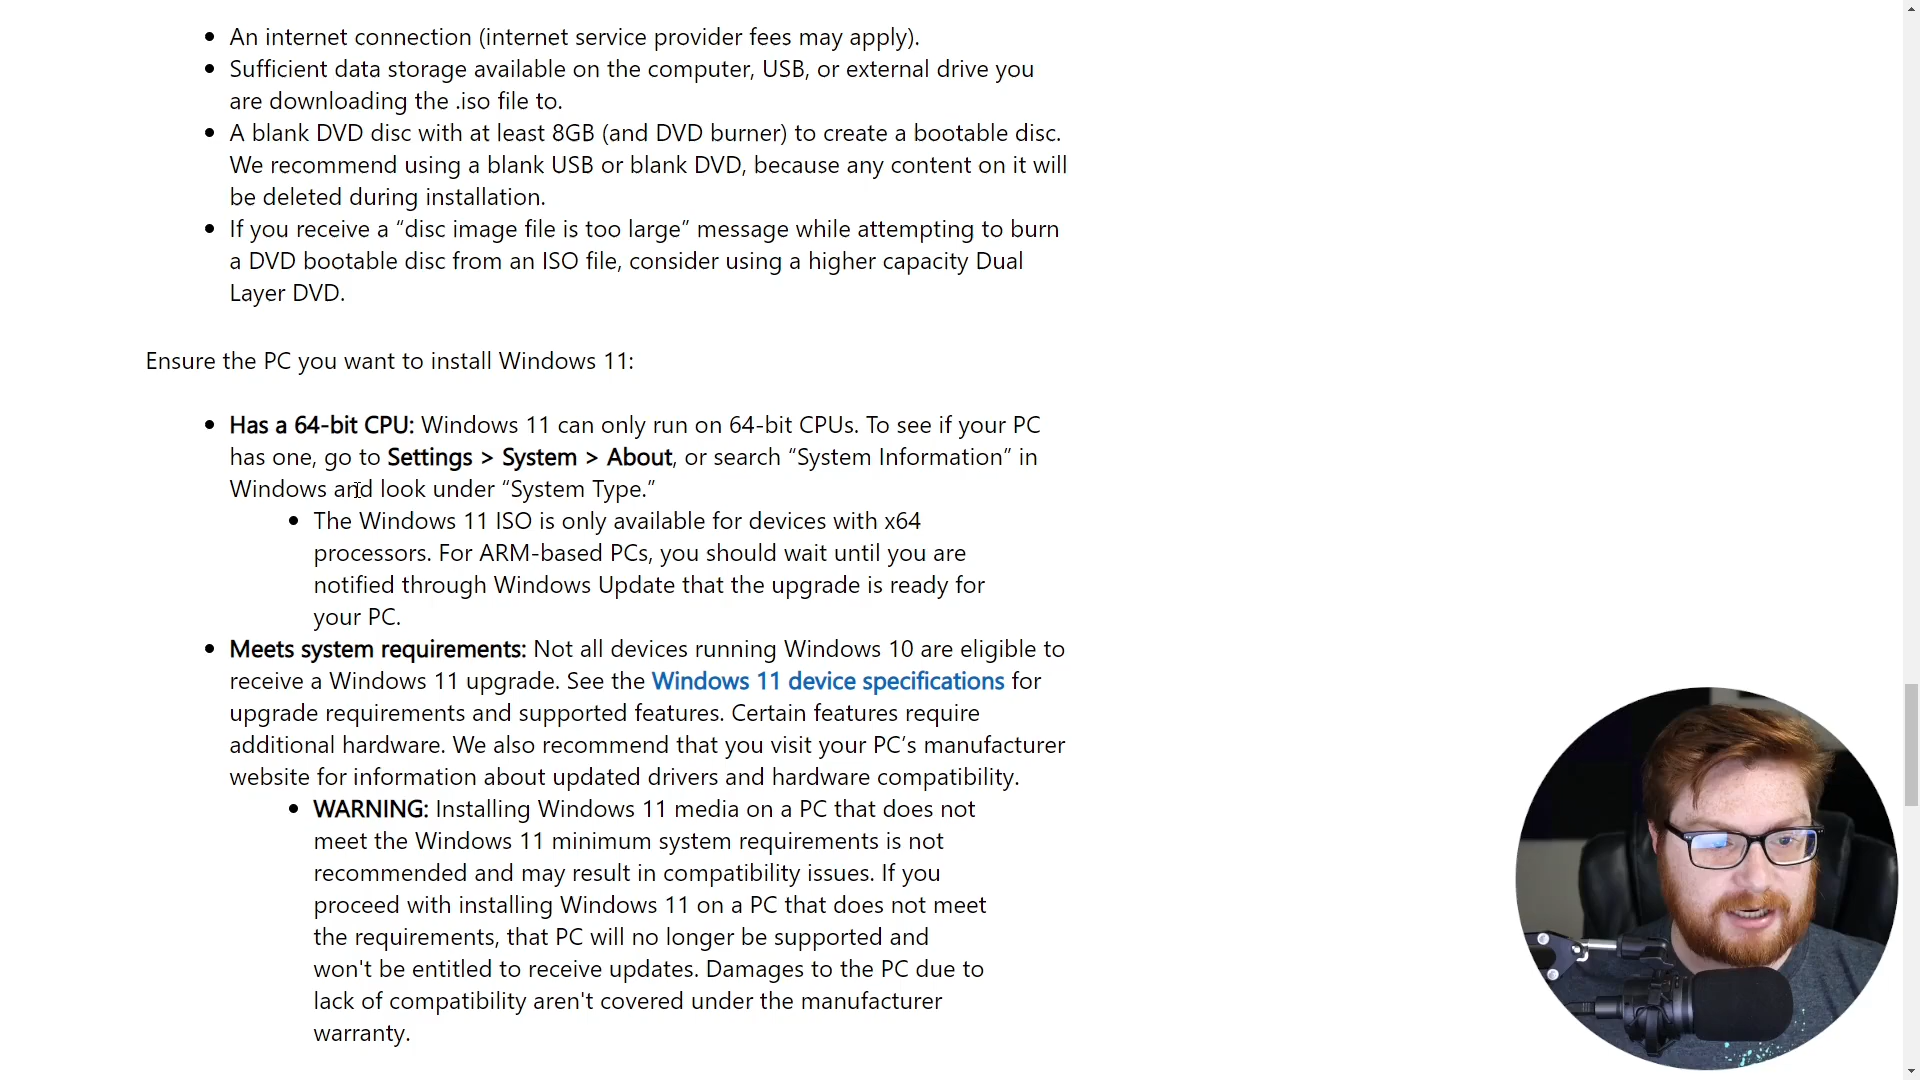 An internet connection (internet service provider fees may apply).
Sufficient data storage available on the computer, USB, or external drive you
are downloading the .iso file to.
A blank DVD disc with at least 8GB (and DVD burner) to create a bootable disc.
We recommend using a blank USB or blank DVD, because any content on it will
be deleted during installation.
If you receive a “disc image file is too large” message while attempting to burn
a DVD bootable disc from an ISO file, consider using a higher capacity Dual
Layer DVD.
Ensure the PC you want to install Windows 11:
Has a 64-bit CPU: Windows 11 can only run on 64-bit CPUs. To see if your PC
has one, go to Settings > System > About, or search “System Information” in
Windows and look under “System Type.”
The Windows 11 ISO is only available for devices with x64
processors. For ARM-based PCs, you should wait until you are
notified through Windows Update that the upgrade is ready for
your PC.
Meets system requirements: Not all devices running Windows 10 are eligible to
receive a Windows 11 upgrade. See the Windows 11 device specifications for
upgrade requirements and supported features. Certain features require
additional hardware. We also recommend that you visit your PC’s manufacturer
website for information about updated drivers and hardware compatibility.
WARNING: Installing Windows 11 media on a PC that does not
meet the Windows 11 minimum system requirements is not
recommended and may result in compatibility issues. If you
proceed with installing Windows 11 on a PC that does not meet
the requirements, that PC will no longer be supported and
won't be entitled to receive updates. Damages to the PC due to
lack of compatibility aren't covered under the manufacturer
warranty.